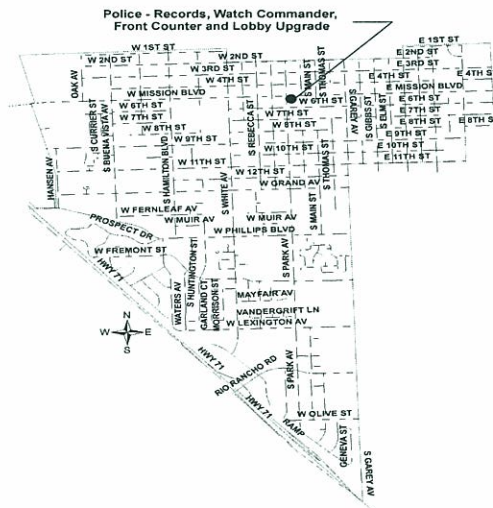 Police - Records, Watch Commander,
Front Counter and Lobby Upgrade
W 1ST ST
E 1ST ST
W 2ND ST
W 2ND ST
E 3RD ST
W 3RD ST
E 4TH ST
E 4TH ST
W 4TH ST
OAK AV
S MAIN ST
S THOMAS ST
W MISSION BLVD
E MISSION BLVD
W 6TH ST
W 6TH ST
E 6TH ST
S GAREY AV
S GIBBS ST
S ELM ST
W 7TH ST
W 7TH ST
E 7TH ST
S CURRIER ST
S BUENA VISTA AV
W 8TH ST
W 8TH ST
E 8TH ST
E 8TH ST
S REBECCA ST
W 9TH ST
E 9TH ST
S HAMILTON BLVD
W 10TH ST
E 10TH ST
W 11TH ST
E 11TH ST
HANSEN AV
S WHITE AV
W 12TH ST
S THOMAS ST
W GRAND AV
S MAIN ST
W FERNLEAF AV
W MUIR AV
W MUIR AV
PROSPECT DR
W PHILLIPS BLVD
W FREMONT ST
HWY 71
S PARK AV
WATERS AV
S HUNTINGTON ST
GARLAND CT
MORRISON ST
MAYFAIR AV
VANDERGRIFT LN
W LEXINGTON AV
N
W E
S
HWY 71
RIO RANCHO RD
S PARK AV
HWY 71
RAMP
W OLIVE ST
GENEVA ST
S GAREY AV